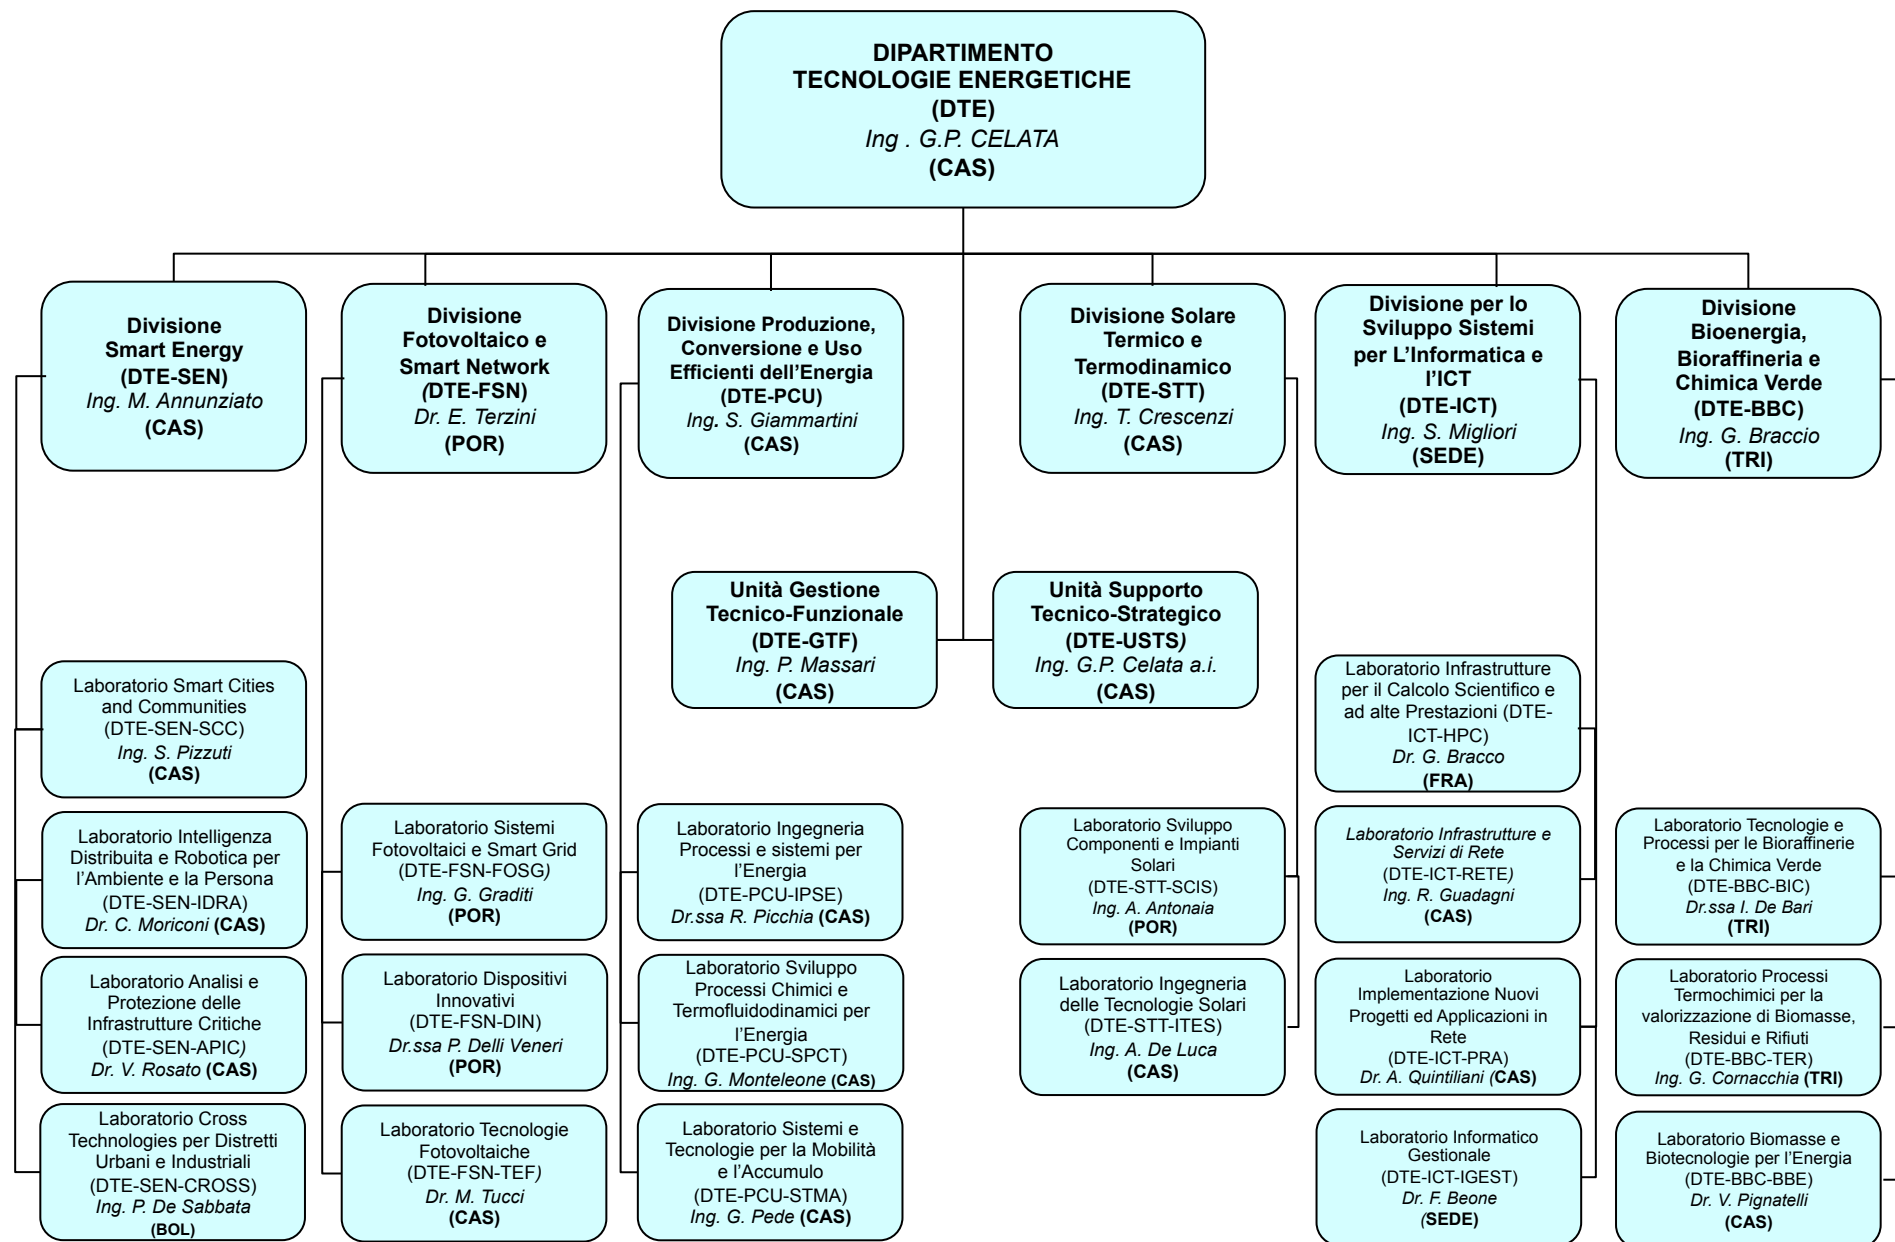 DIPARTIMENTO
TECNOLOGIE ENERGETICHE
(DTE)
Ing . G.P. CELATA
(CAS)
Divisione
Smart Energy
(DTE-SEN)
Ing. M. Annunziato
(CAS)
Divisione
Fotovoltaico e
Smart Network
(DTE-FSN)
Dr. E. Terzini
(POR)
Divisione Produzione,
Conversione e Uso
Efficienti dell’Energia
(DTE-PCU)
Ing. S. Giammartini
(CAS)
Divisione Solare
Termico e
Termodinamico
(DTE-STT)
Ing. T. Crescenzi
(CAS)
Divisione per lo
Sviluppo Sistemi
per L’Informatica e
l’ICT
(DTE-ICT)
Ing. S. Migliori
(SEDE)
Divisione
Bioenergia,
Bioraffineria e
Chimica Verde
(DTE-BBC)
Ing. G. Braccio
(TRI)
Unità Gestione
Tecnico-Funzionale
(DTE-GTF)
Ing. P. Massari
(CAS)
Unità Supporto
Tecnico-Strategico
(DTE-USTS)
Ing. G.P. Celata a.i.
(CAS)
Laboratorio Smart Cities
and Communities
(DTE-SEN-SCC)
Ing. S. Pizzuti
(CAS)
Laboratorio Intelligenza
Distribuita e Robotica per
l’Ambiente e la Persona
(DTE-SEN-IDRA)
Dr. C. Moriconi (CAS)
Laboratorio Analisi e
Protezione delle
Infrastrutture Critiche
(DTE-SEN-APIC)
Dr. V. Rosato (CAS)
Laboratorio Cross
Technologies per Distretti
Urbani e Industriali
(DTE-SEN-CROSS)
Ing. P. De Sabbata
(BOL)
Laboratorio Sistemi
Fotovoltaici e Smart Grid
(DTE-FSN-FOSG)
Ing. G. Graditi
(POR)
Laboratorio Dispositivi
Innovativi
(DTE-FSN-DIN)
Dr.ssa P. Delli Veneri
(POR)
Laboratorio Tecnologie
Fotovoltaiche
(DTE-FSN-TEF)
Dr. M. Tucci
(CAS)
Laboratorio Ingegneria
Processi e sistemi per
l’Energia
(DTE-PCU-IPSE)
Dr.ssa R. Picchia (CAS)
Laboratorio Sviluppo
Processi Chimici e
Termofluidodinamici per
l’Energia
(DTE-PCU-SPCT)
Ing. G. Monteleone (CAS)
Laboratorio Sistemi e
Tecnologie per la Mobilità
e l’Accumulo
(DTE-PCU-STMA)
Ing. G. Pede (CAS)
Laboratorio Sviluppo
Componenti e Impianti
Solari
(DTE-STT-SCIS)
Ing. A. Antonaia
(POR)
Laboratorio Ingegneria
delle Tecnologie Solari
(DTE-STT-ITES)
Ing. A. De Luca
(CAS)
Laboratorio Infrastrutture
per il Calcolo Scientifico e
ad alte Prestazioni (DTE-
ICT-HPC)
Dr. G. Bracco
(FRA)
Laboratorio Infrastrutture e
Servizi di Rete
(DTE-ICT-RETE)
Ing. R. Guadagni
(CAS)
Laboratorio
Implementazione Nuovi
Progetti ed Applicazioni in
Rete
(DTE-ICT-PRA)
Dr. A. Quintiliani (CAS)
Laboratorio Informatico
Gestionale
(DTE-ICT-IGEST)
Dr. F. Beone
(SEDE)
Laboratorio Tecnologie e
Processi per le Bioraffinerie
e la Chimica Verde
(DTE-BBC-BIC)
Dr.ssa I. De Bari
(TRI)
Laboratorio Processi
Termochimici per la
valorizzazione di Biomasse,
Residui e Rifiuti
(DTE-BBC-TER)
Ing. G. Cornacchia (TRI)
Laboratorio Biomasse e
Biotecnologie per l’Energia
(DTE-BBC-BBE)
Dr. V. Pignatelli
(CAS)